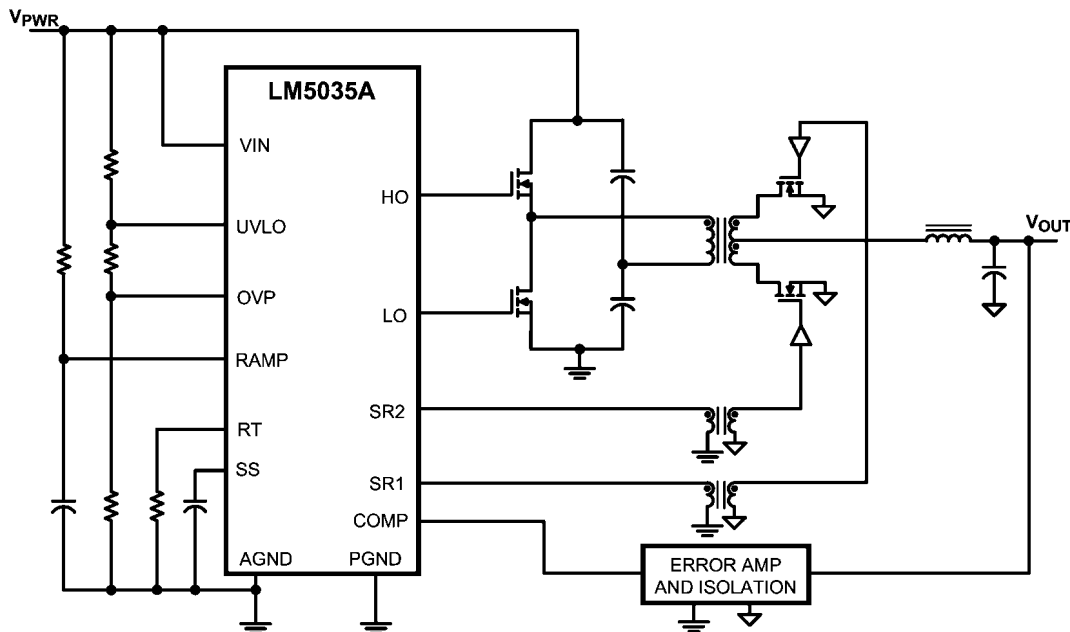 VPWR
LM5035A
VIN
HO
UVLO
VOUT
OVP
LO
RAMP
SR2
RT
SS
SR1
COMP
AGND
PGND
ERROR AMP
AND ISOLATION